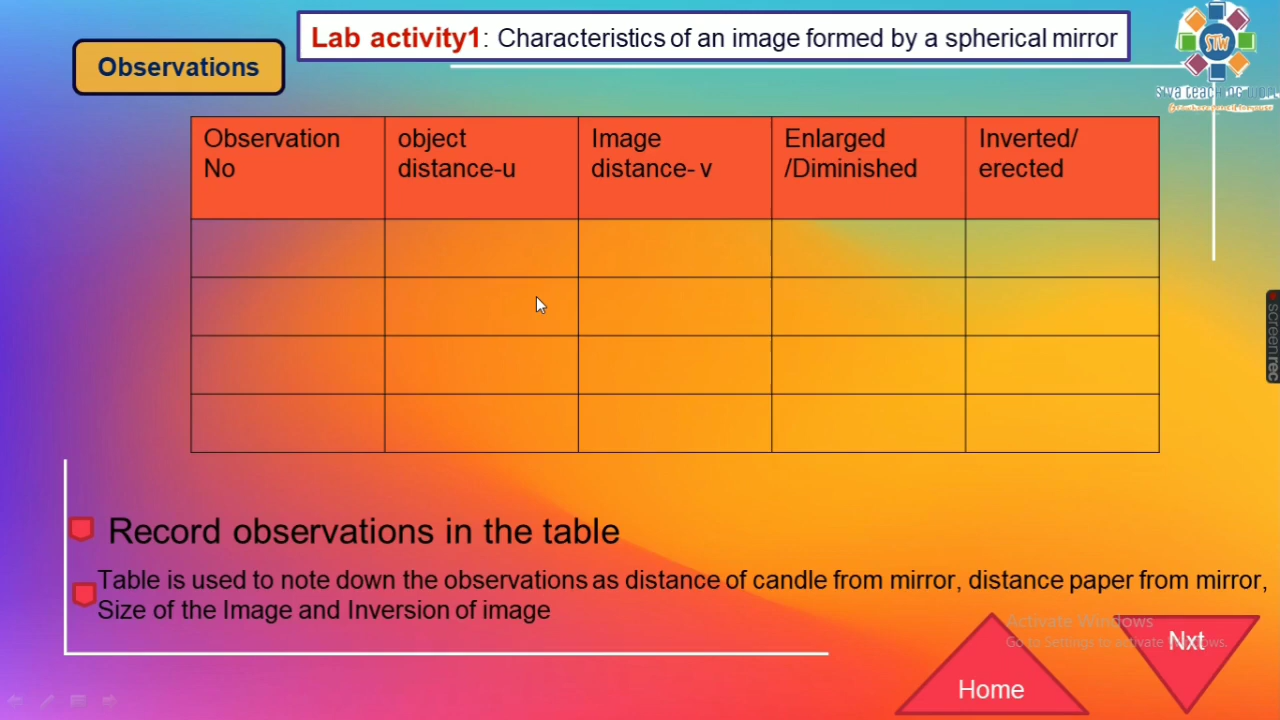 Lab activity1: Characteristics of an image formed by a spherical mirror
Observations
STW
Observation
No
object
distance-u
Image
distance- v
Enlarged
/Diminished
Inverted/
erected
Record observations in the table
Table is used to note down the observations as distance of candle from mirror, distance paper from mirror,
Size of the Image and Inversion of image
Activate Windows
Go to Settings to activate Windows.
Home
Nxt
screenrec